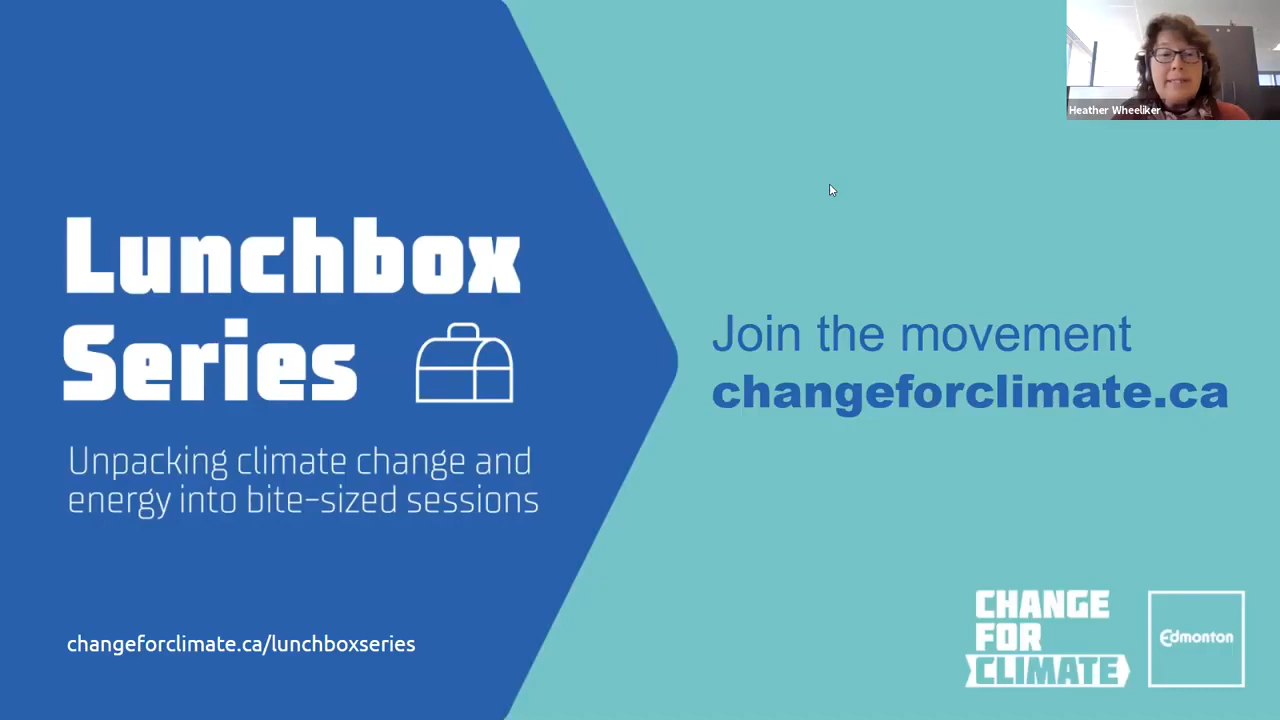 Heather Wheeliker
Lunchbox
Series
Unpacking climate change and
energy into bite-sized sessions
changeforclimate.ca/lunchboxseries
Join the movement
changeforclimate.ca
CHANGE
FOR
CLIMATE
Edmonton